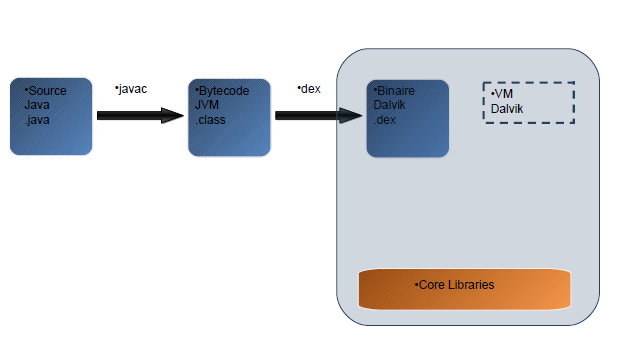 •Source
Java
.java
•javac
•Bytecode
JVM
.class
•dex
•Binaire
Dalvik
.dex
•VM
Dalvik
•Core Libraries